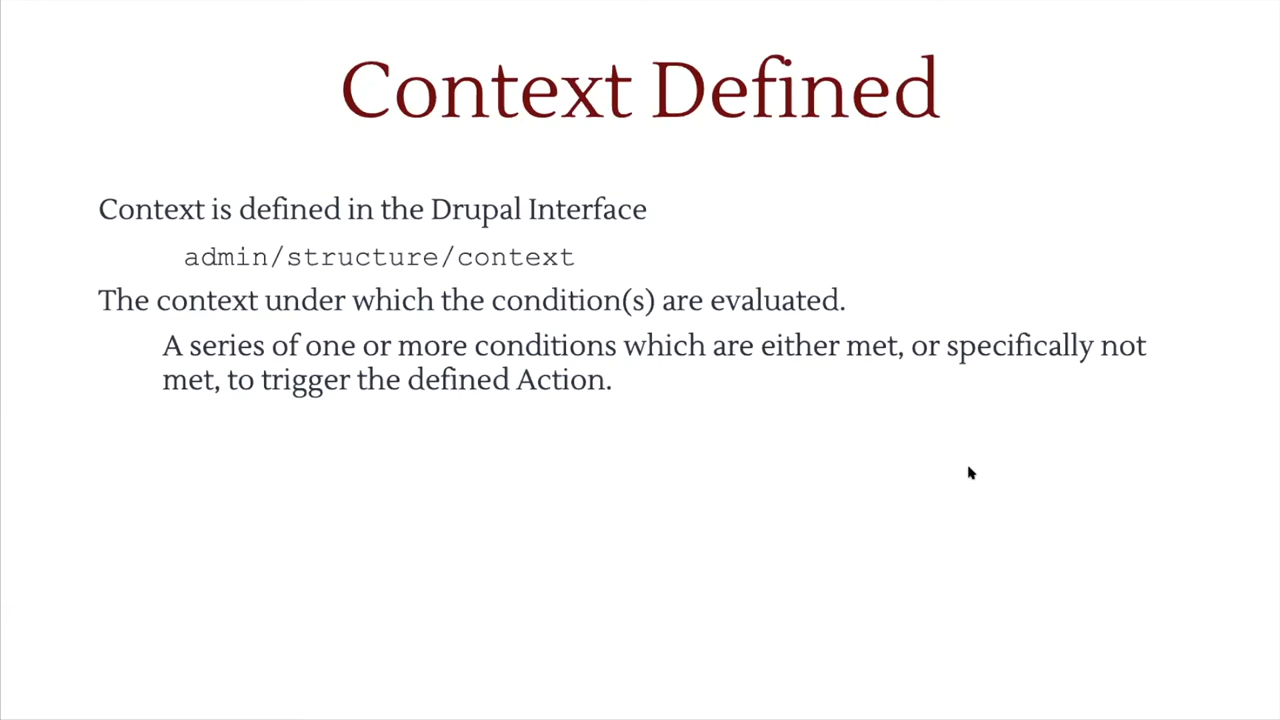 Context Defined
Context is defined in the Drupal Interface
admin/structure/context
The context under which the condition(s) are evaluated.
A series of one or more conditions which are either met, or specifically not
met, to trigger the defined Action.